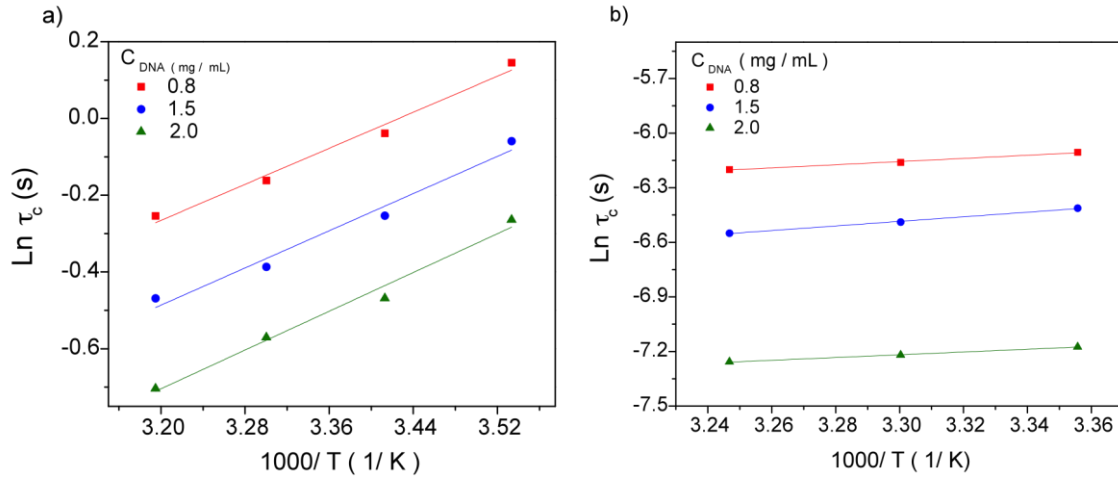 a)
C DNA ( mg / mL)
0.8
1.5
2.0
0.2
0.0
-0.2
-0.4
-0.6
Ln τc (s)
3.20 3.28 3.36 3.44 3.52
1000/ T ( 1/ K)
b)
C DNA ( mg / mL)
0.8
1.5
2.0
-5.7
-6.0
-6.3
-6.6
-6.9
-7.2
-7.5
Ln τc (s)
3.24 3.26 3.28 3.30 3.32 3.34 3.36
1000/ T ( 1/ K)